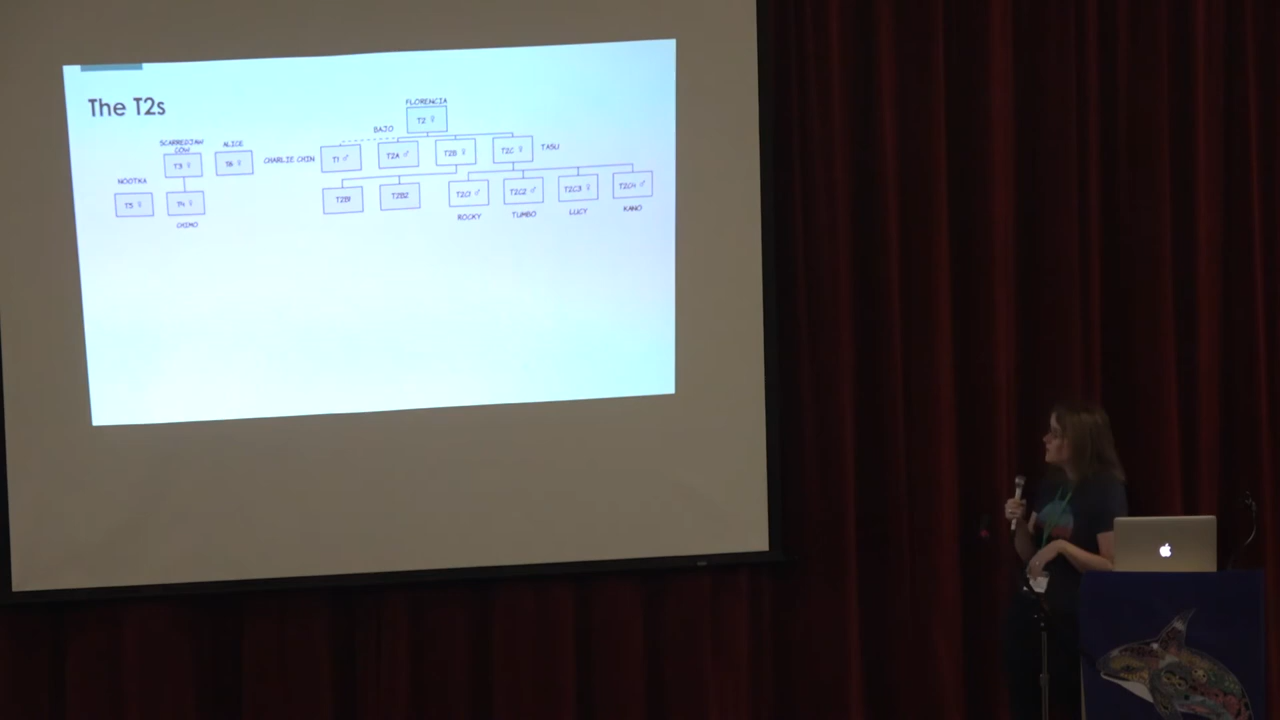 The T2s
FLORENCIA
T2 ♀
BAJO
SCARREDJAW
COW
ALICE
CHARLIE CHIN
T1 ♂
T2A ♂
T2B ♀
T2C ♀
TASU
T3 ♀
T6 ♀
NOOTKA
T5 ♀
T4 ♀
CHIMO
T2B1
T2B2
T2C1 ♂
T2C2 ♂
T2C3 ♀
T2C4 ♂
ROCKY
TUMBO
LUCY
KANO